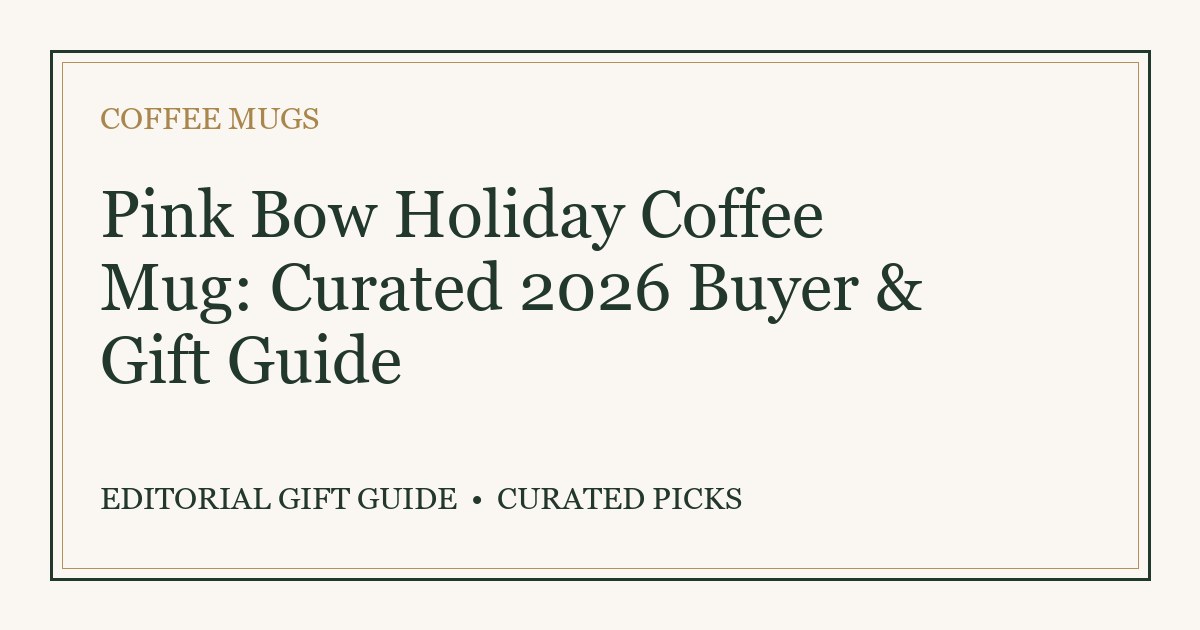 COFFEE MUGS
Pink Bow Holiday Coffee
Mug: Curated 2026 Buyer &
Gift Guide
EDITORIAL GIFT GUIDE • CURATED PICKS